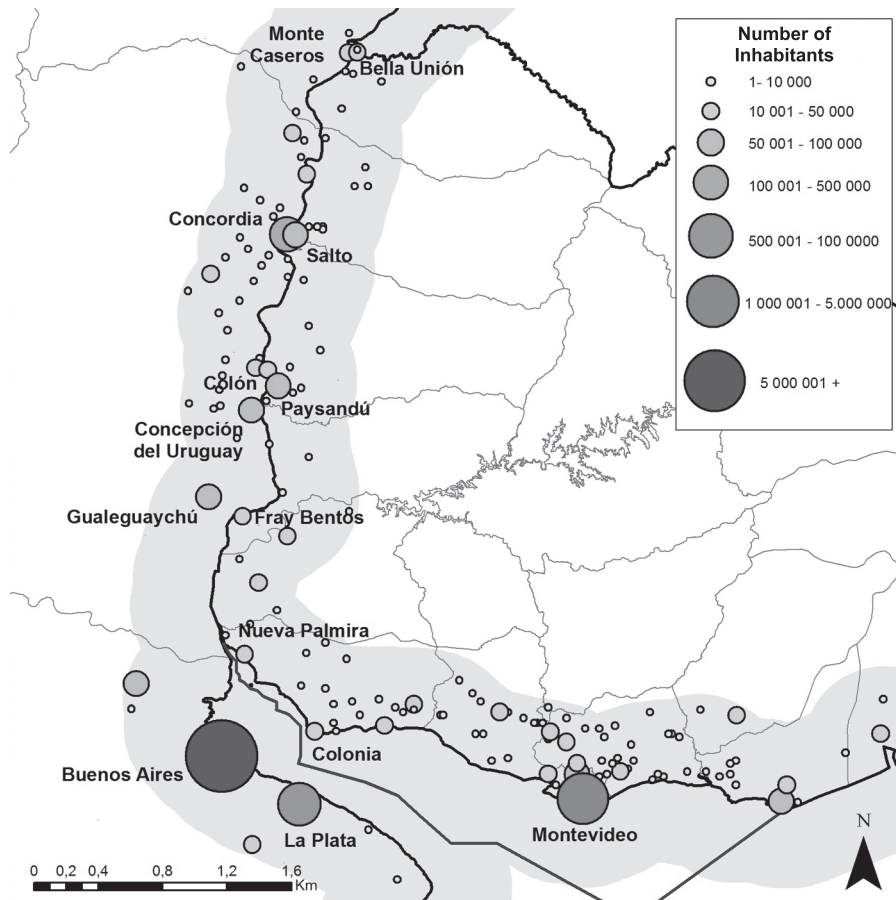 Monte
Caseros
Bella Unión
Concordia
Salto
Colón
Paysandú
Concepción
del Uruguay
Gualeguaychú
Fray Bentos
Nueva Palmira
Colonia
Buenos Aires
La Plata
Montevideo
Number of
Inhabitants
1- 10 000
10 001 - 50 000
50 001 - 100 000
100 001 - 500 000
500 001 - 100 0000
1 000 001 - 5.000 000
5 000 001 +
N
0 0,2 0,4 0,8 1,2 1,6
Km